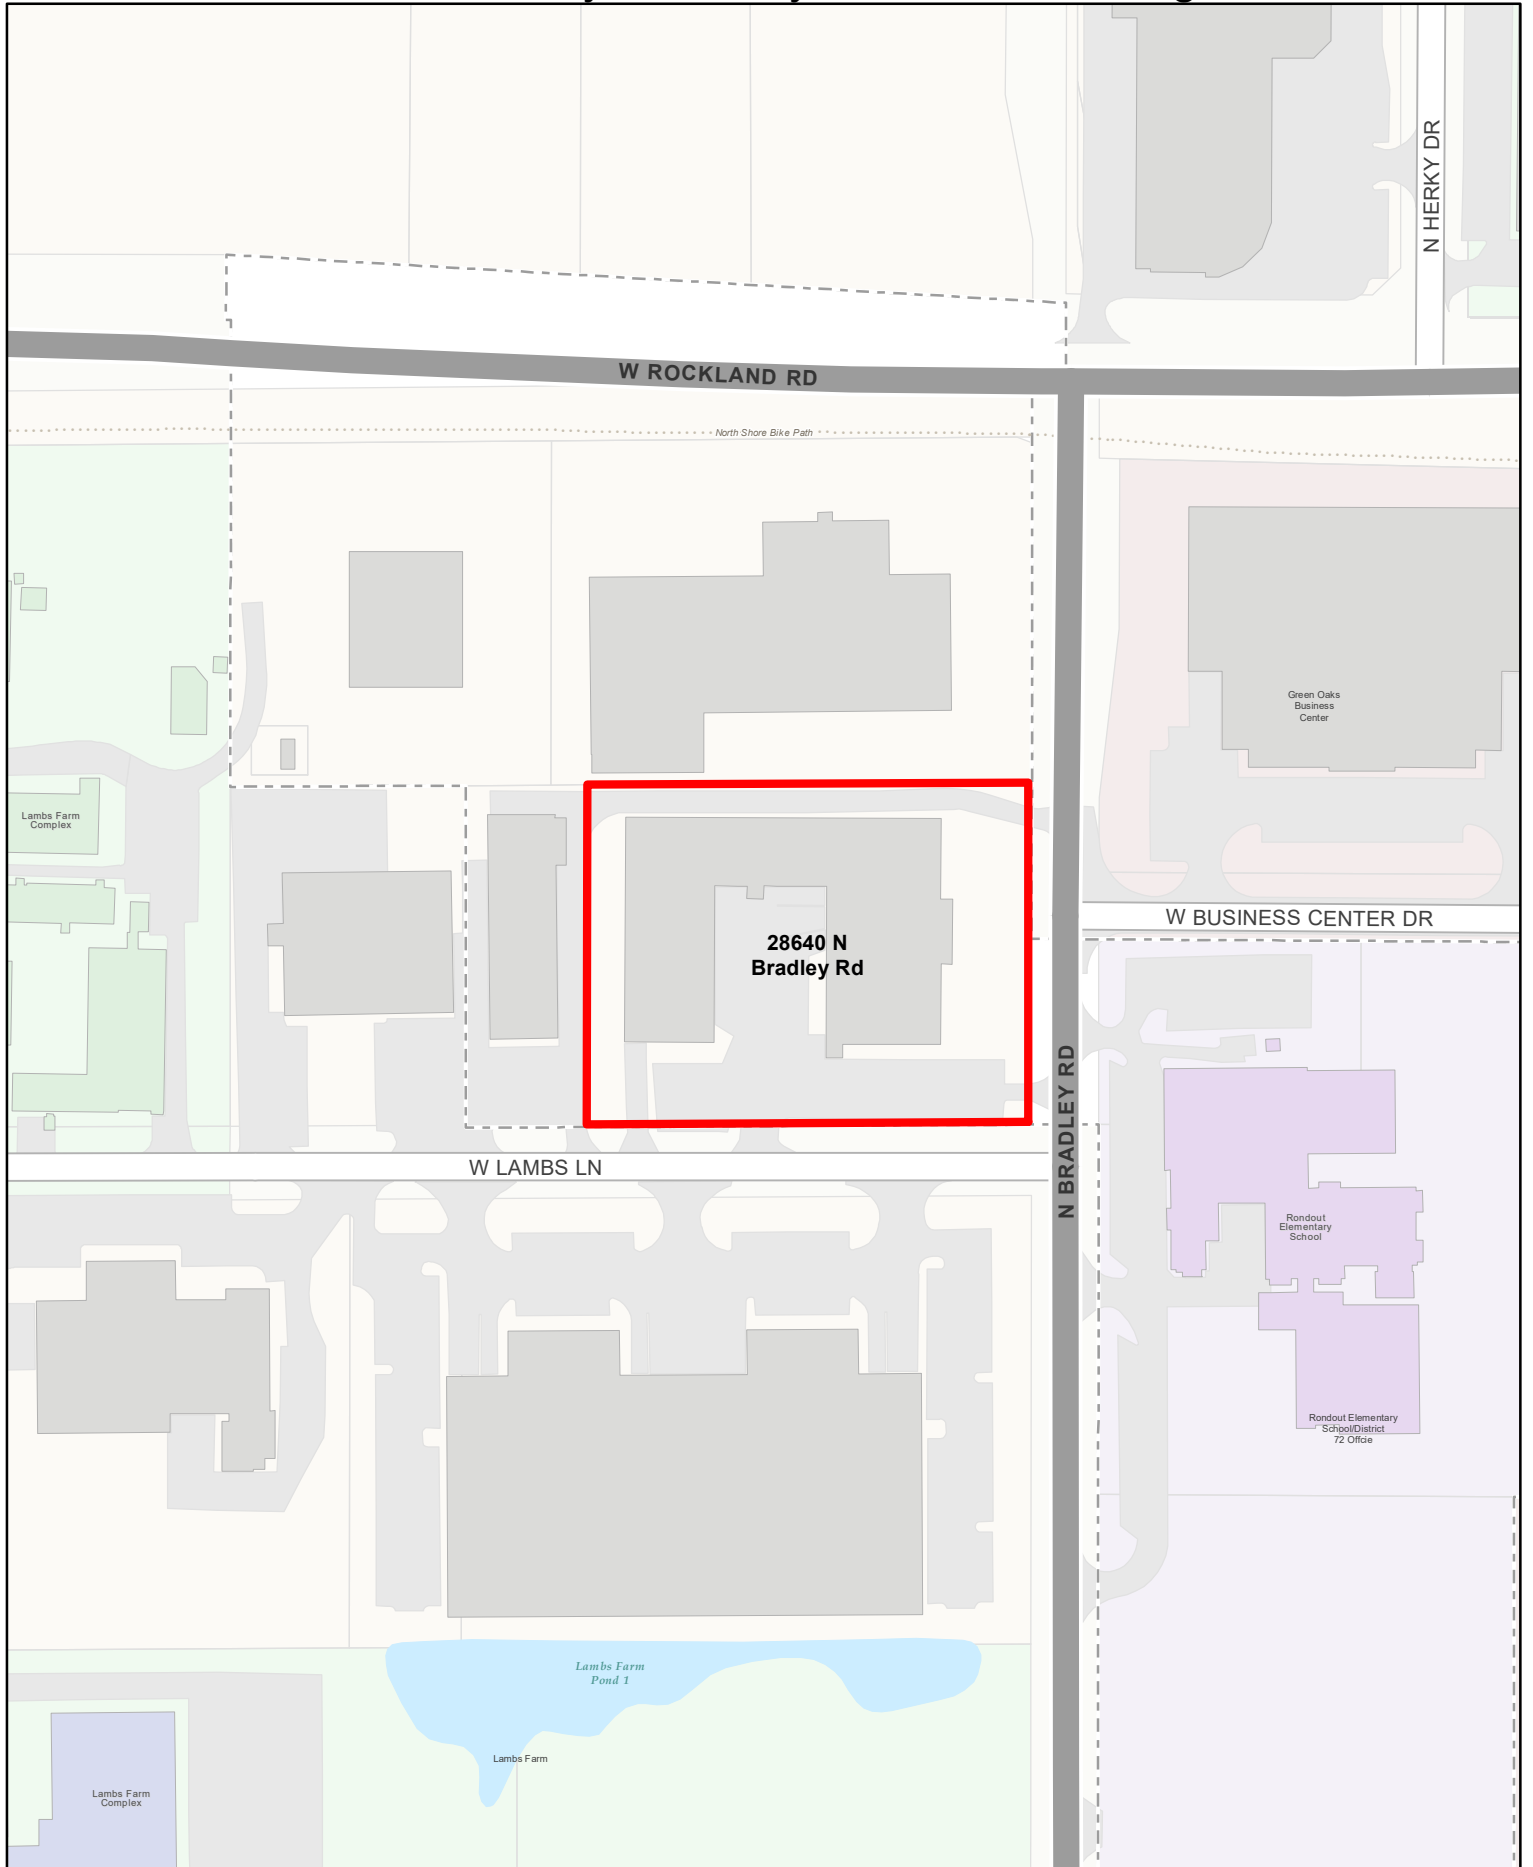 N HERKY DR
W ROCKLAND RD
North Shore Bike Path
Green Oaks
Business
Center
Lambs Farm
Complex
W BUSINESS CENTER DR
28640 N
Bradley Rd
N BRADLEY RD
W LAMBS LN
Rondout
Elementary
School
Rondout Elementary
School/District
72 Offcie
Lambs Farm
Pond 1
Lambs Farm
Lambs Farm
Complex